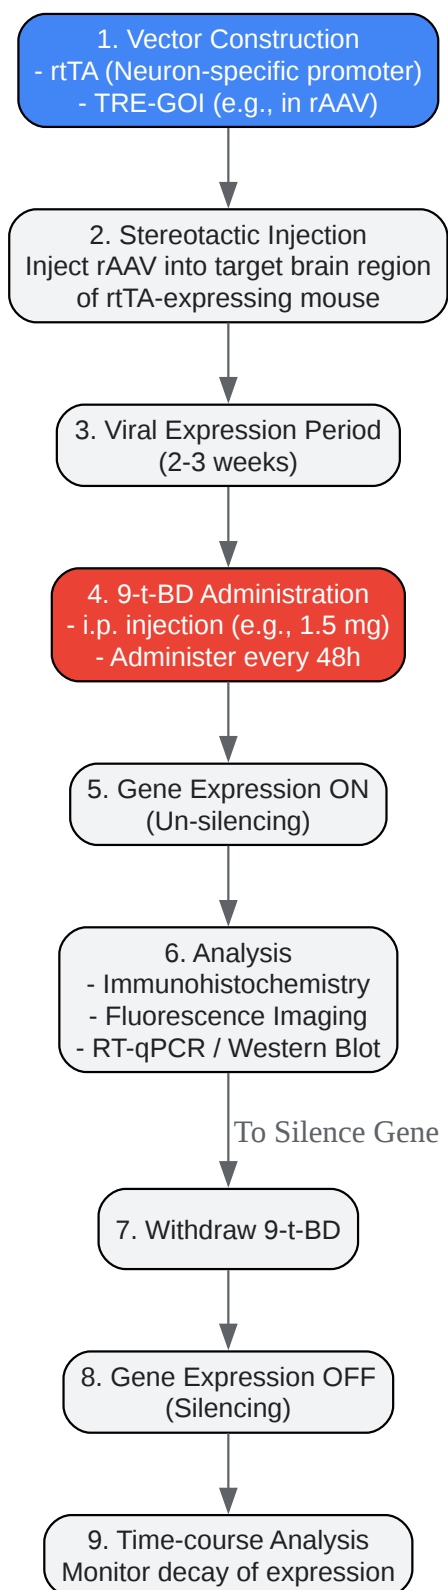 1. Vector Construction
- rtTA (Neuron-specific promoter)
- TRE-GOI (e.g., in rAAV)
2. Stereotactic Injection
Inject rAAV into target brain region
of rtTA-expressing mouse
3. Viral Expression Period
(2-3 weeks)
4. 9-t-BD Administration
- i.p. injection (e.g., 1.5 mg)
- Administer every 48h
5. Gene Expression ON
(Un-silencing)
6. Analysis
- Immunohistochemistry
- Fluorescence Imaging
- RT-qPCR / Western Blot
To Silence Gene
7. Withdraw 9-t-BD
8. Gene Expression OFF
(Silencing)
9. Time-course Analysis
Monitor decay of expression